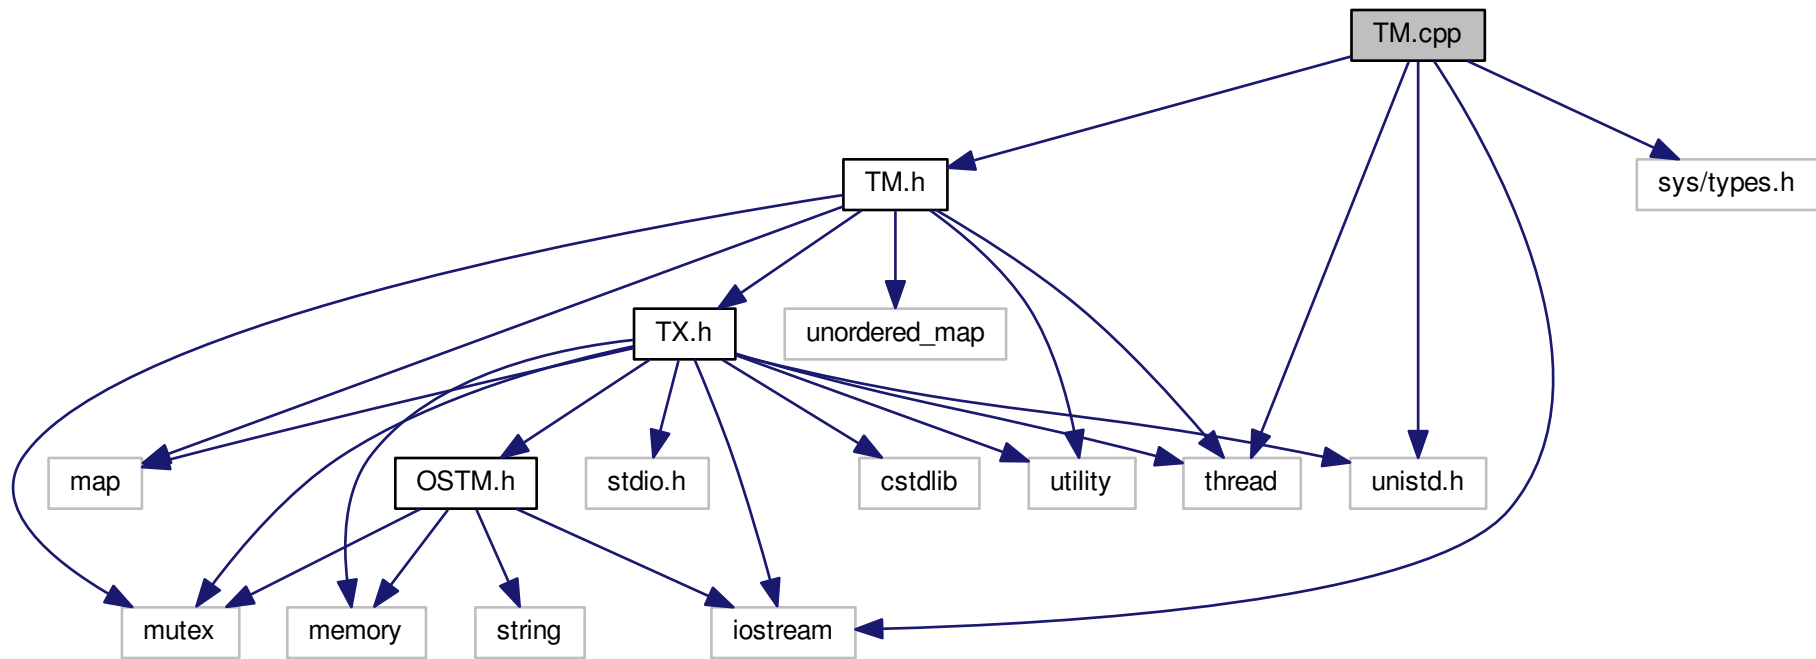 TM.cpp
TM.h
sys/types.h
TX.h
unordered_map
map
OSTM.h
stdio.h
cstdlib
utility
thread
unistd.h
mutex
memory
string
iostream